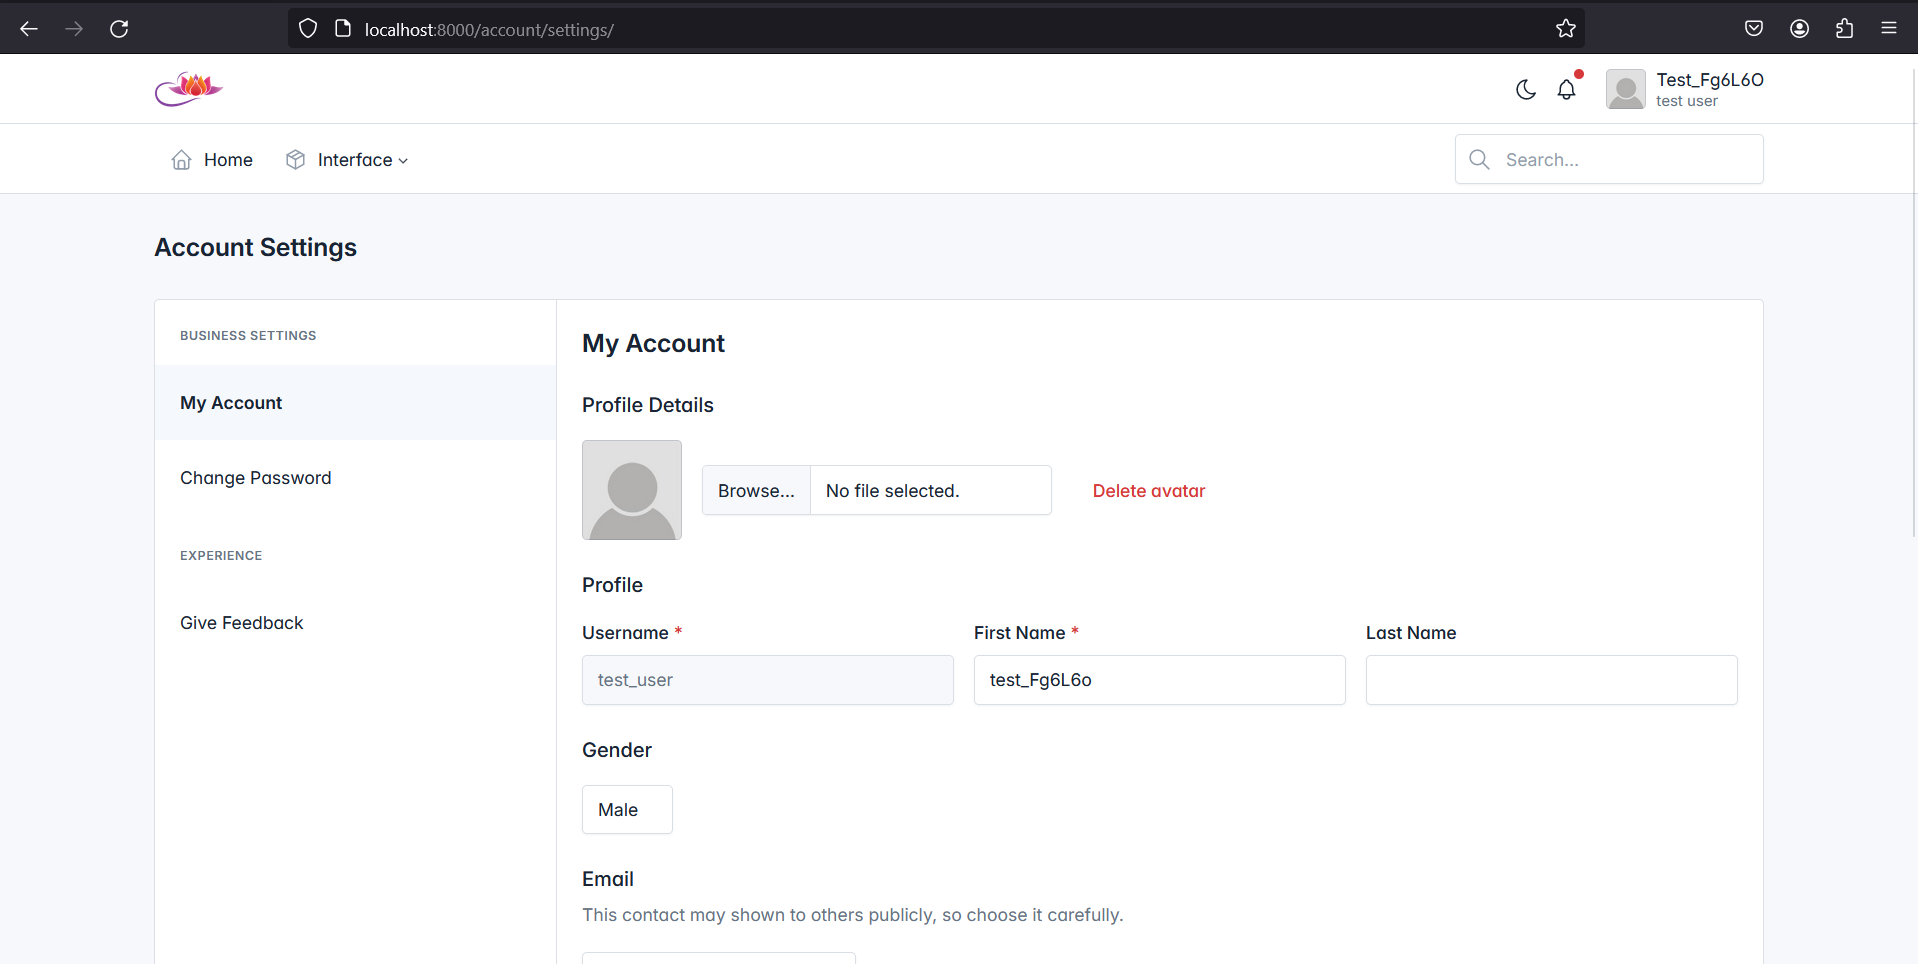 localhost:8000/account/settings/
Test_Fg6L6O
test user
Home
Interface
Search...
Account Settings
BUSINESS SETTINGS
My Account
Change Password
EXPERIENCE
Give Feedback
My Account
Profile Details
Browse... No file selected.
Delete avatar
Profile
Username * First Name * Last Name
test_user test_Fg6L6o
Gender
Male
Email
This contact may shown to others publicly, so choose it carefully.